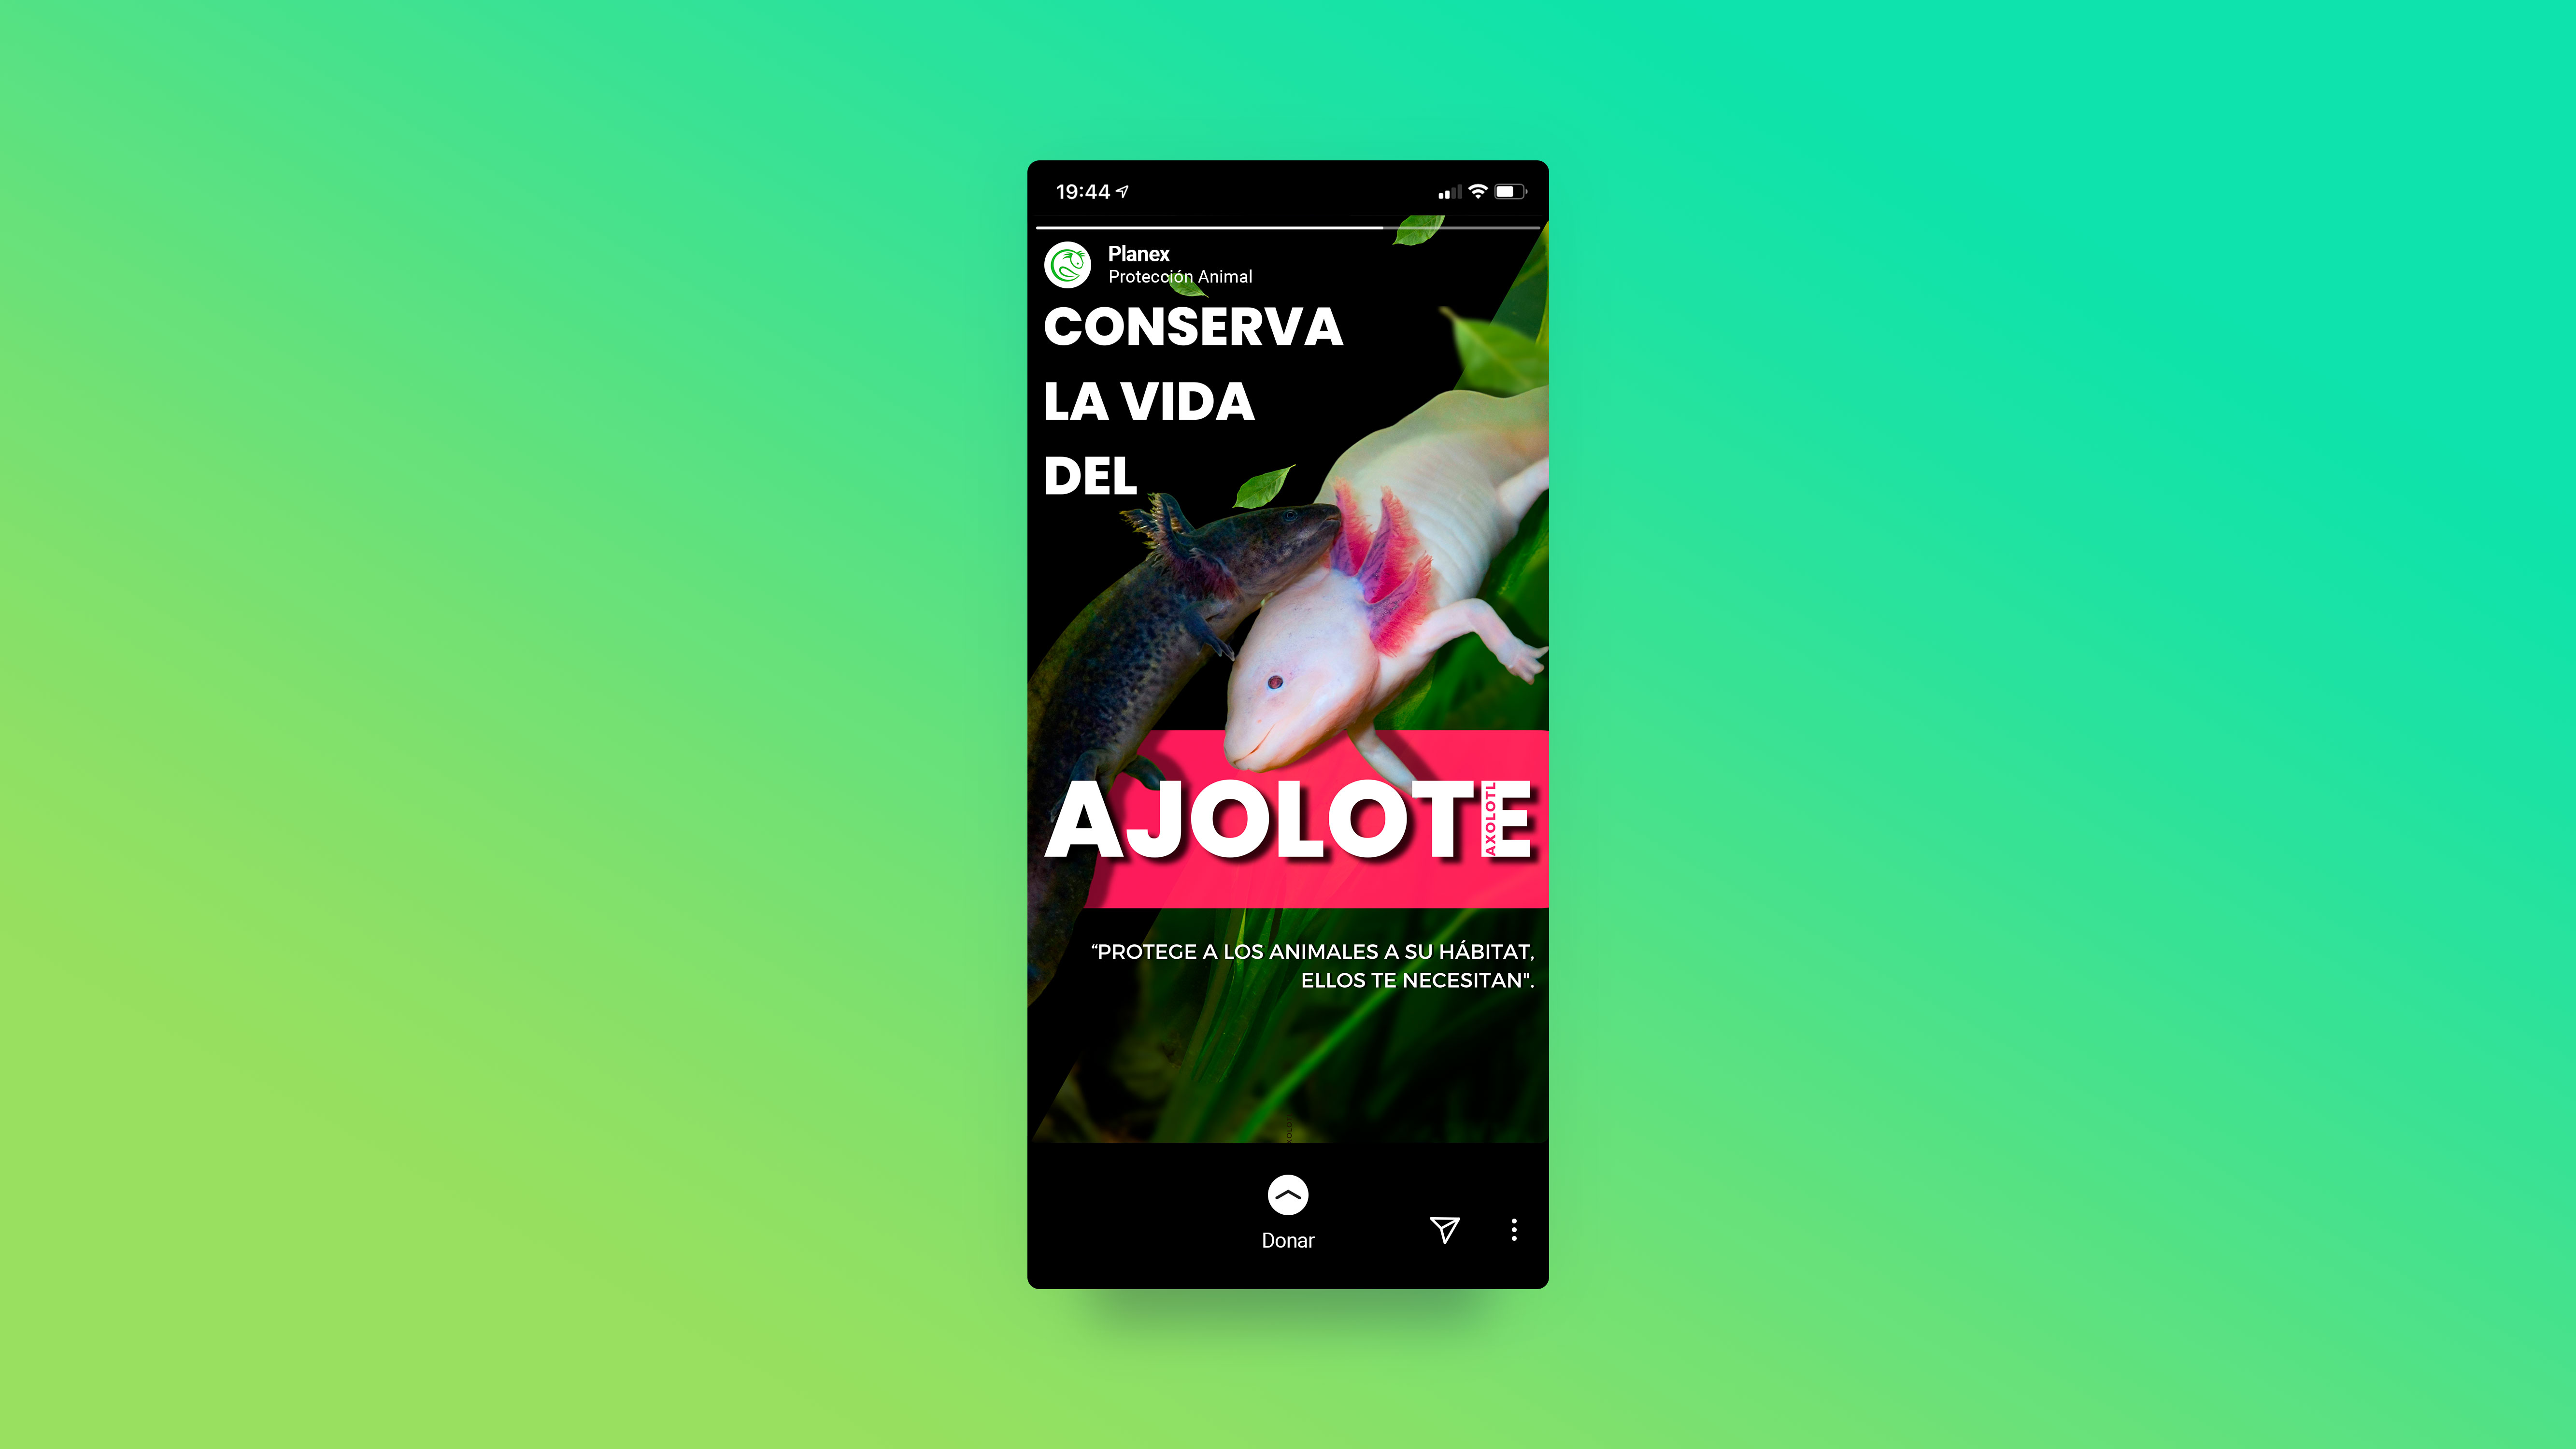 19:44
Planex
Protección Animal
CONSERVA
LA VIDA
DEL
AJOLOTE
AXOLOTL
“PROTEGE A LOS ANIMALES A SU HÁBITAT,
ELLOS TE NECESITAN".
Donar